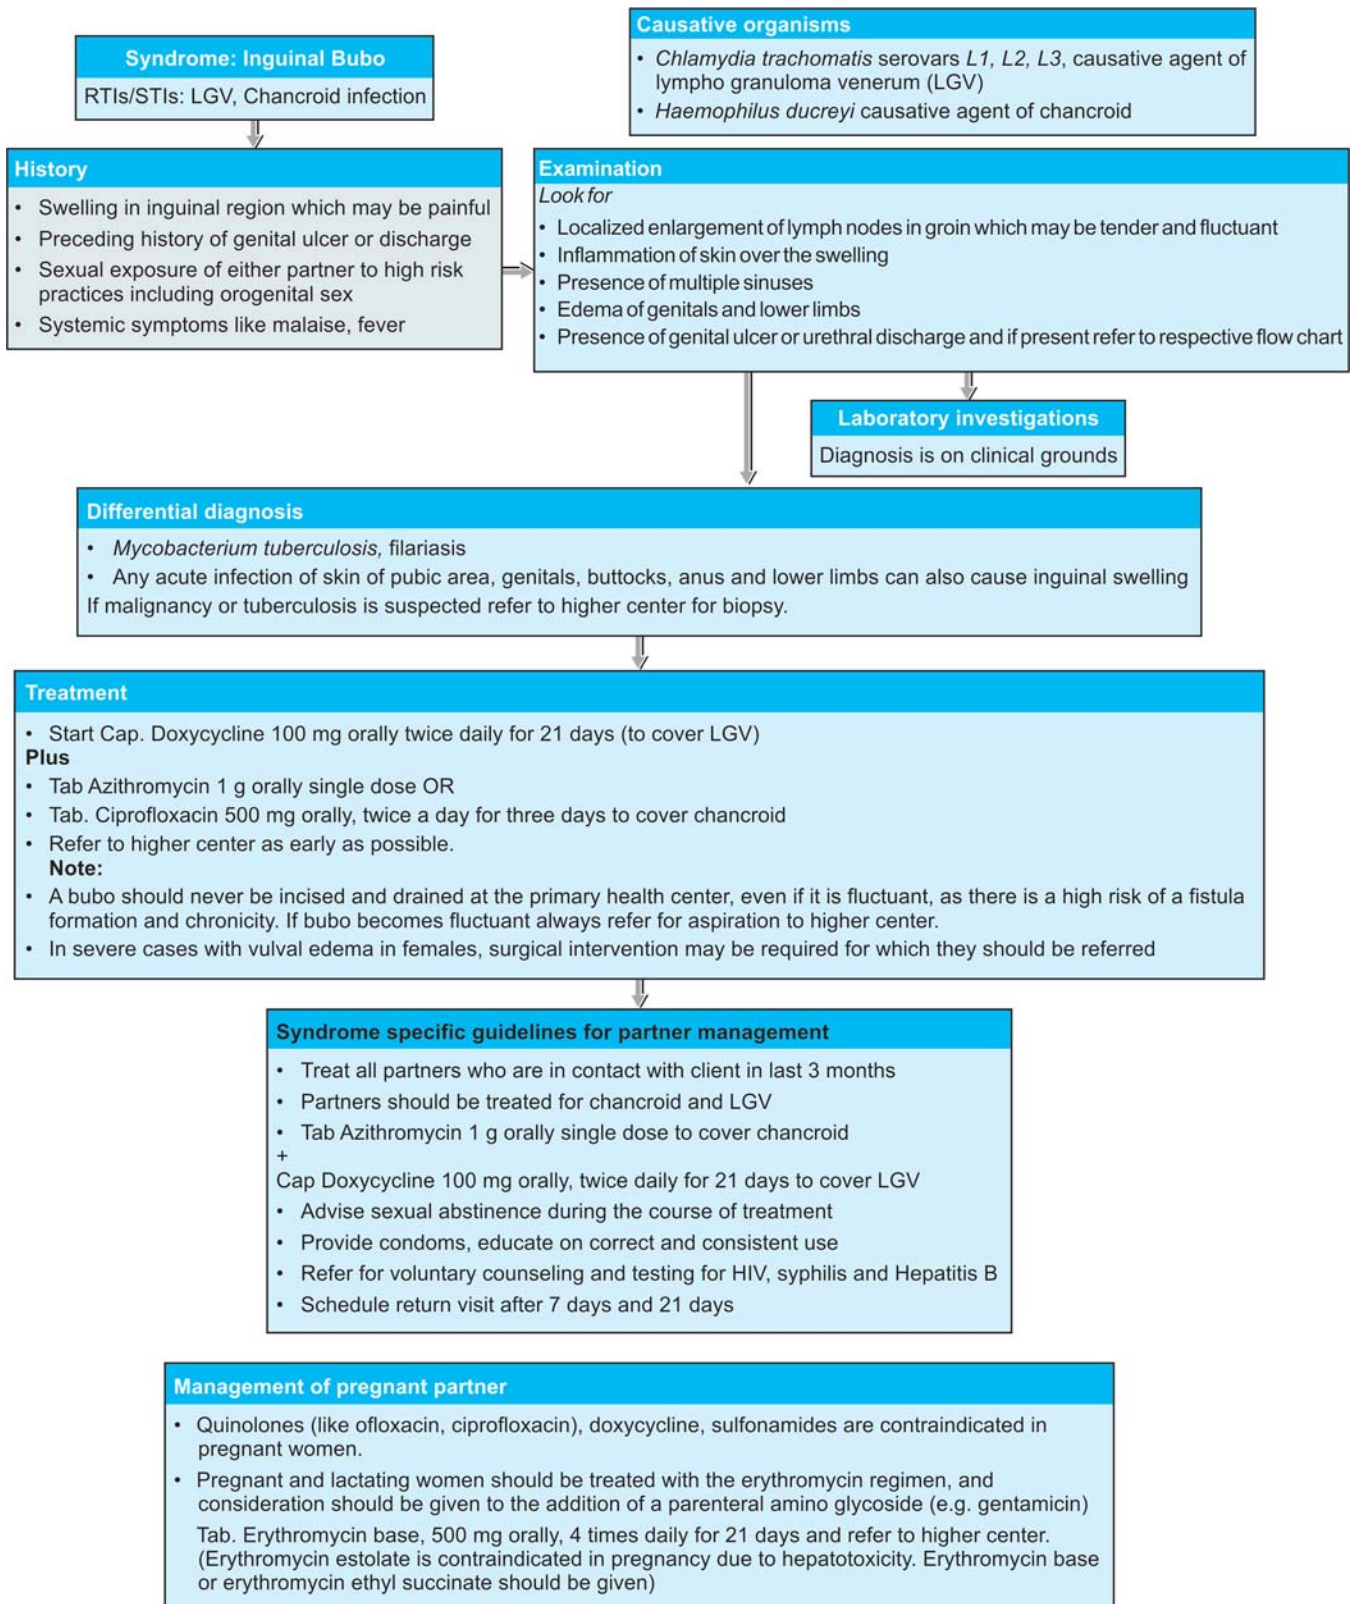 Syndrome: Inguinal Bubo
RTIs/STIs: LGV, Chancroid infection
Causative organisms
• Chlamydia trachomatis serovars L1, L2, L3, causative agent of
lympho granuloma venerum (LGV)
• Haemophilus ducreyi causative agent of chancroid
History
• Swelling in inguinal region which may be painful
• Preceding history of genital ulcer or discharge
• Sexual exposure of either partner to high risk
practices including orogenital sex
• Systemic symptoms like malaise, fever
Examination
Look for
• Localized enlargement of lymph nodes in groin which may be tender and fluctuant
• Inflammation of skin over the swelling
• Presence of multiple sinuses
• Edema of genitals and lower limbs
• Presence of genital ulcer or urethral discharge and if present refer to respective flow chart
Laboratory investigations
Diagnosis is on clinical grounds
Differential diagnosis
• Mycobacterium tuberculosis, filariasis
• Any acute infection of skin of pubic area, genitals, buttocks, anus and lower limbs can also cause inguinal swelling
If malignancy or tuberculosis is suspected refer to higher center for biopsy.
Treatment
• Start Cap. Doxycycline 100 mg orally twice daily for 21 days (to cover LGV)
Plus
• Tab Azithromycin 1 g orally single dose OR
• Tab. Ciprofloxacin 500 mg orally, twice a day for three days to cover chancroid
• Refer to higher center as early as possible.
Note:
• A bubo should never be incised and drained at the primary health center, even if it is fluctuant, as there is a high risk of a fistula
formation and chronicity. If bubo becomes fluctuant always refer for aspiration to higher center.
• In severe cases with vulval edema in females, surgical intervention may be required for which they should be referred
Syndrome specific guidelines for partner management
• Treat all partners who are in contact with client in last 3 months
• Partners should be treated for chancroid and LGV
• Tab Azithromycin 1 g orally single dose to cover chancroid
+
Cap Doxycycline 100 mg orally, twice daily for 21 days to cover LGV
• Advise sexual abstinence during the course of treatment
• Provide condoms, educate on correct and consistent use
• Refer for voluntary counseling and testing for HIV, syphilis and Hepatitis B
• Schedule return visit after 7 days and 21 days
Management of pregnant partner
• Quinolones (like ofloxacin, ciprofloxacin), doxycycline, sulfonamides are contraindicated in
pregnant women.
• Pregnant and lactating women should be treated with the erythromycin regimen, and
consideration should be given to the addition of a parenteral amino glycoside (e.g. gentamicin)
Tab. Erythromycin base, 500 mg orally, 4 times daily for 21 days and refer to higher center.
(Erythromycin estolate is contraindicated in pregnancy due to hepatotoxicity. Erythromycin base
or erythromycin ethyl succinate should be given)